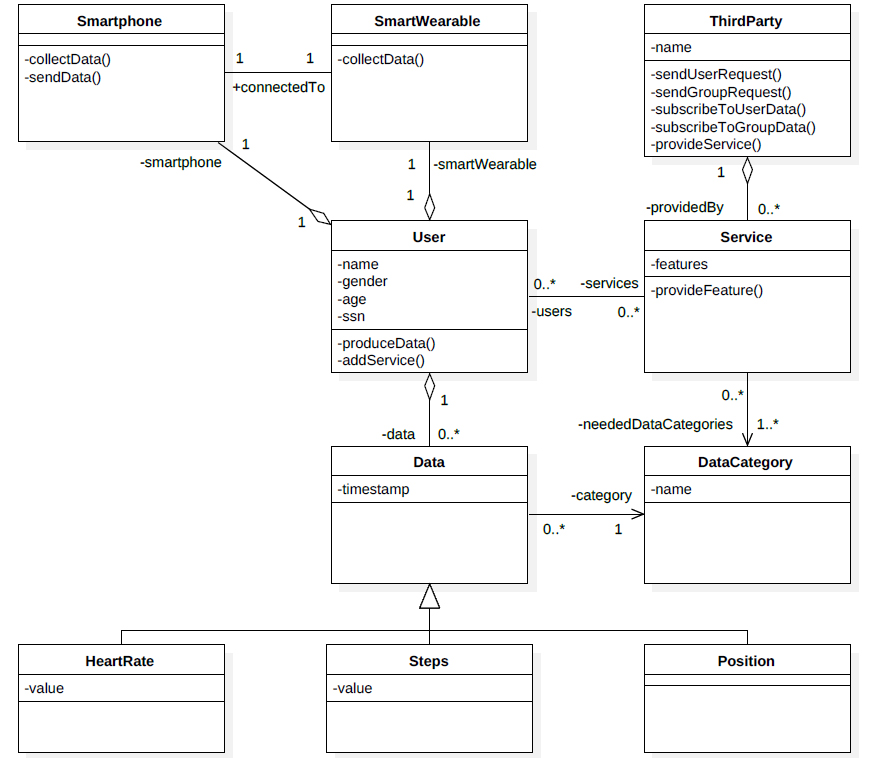 Smartphone
-collectData()
-sendData()
1 1
+connectedTo
SmartWearable
-collectData()
ThirdParty
-name
-sendUserRequest()
-sendGroupRequest()
-subscribeToUserData()
-subscribeToGroupData()
-provideService()
1
-smartphone
1
1 -smartWearable
1
1
-providedBy 0..*
User
-name
-gender
-age
-ssn
-produceData()
-addService()
0..* -services
-users 0..*
Service
-features
-provideFeature()
1
-data 0..*
0..*
-neededDataCategories 1..*
Data
-timestamp
-category
0..* 1
DataCategory
-name
HeartRate
-value
Steps
-value
Position